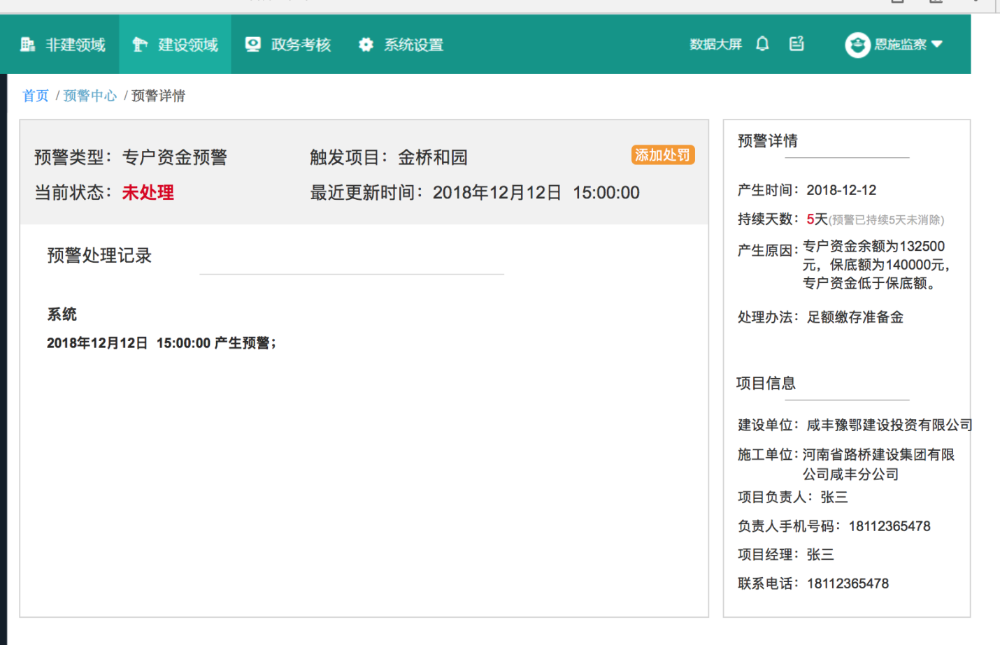 非建领域 建设领域 政务考核 系统设置 数据大屏 恩施监察
首页 / 预警中心 / 预警详情
预警类型：专户资金预警 触发项目：金桥和园 添加处罚
当前状态：未处理 最近更新时间：2018年12月12日 15:00:00
预警处理记录
系统
2018年12月12日 15:00:00 产生预警；
预警详情
产生时间：2018-12-12
持续天数：5天(预警已持续5天未消除)
产生原因：专户资金余额为132500
元，保底额为140000元，
专户资金低于保底额。
处理办法：足额缴存准备金
项目信息
建设单位：咸丰豫鄂建设投资有限公司
施工单位：河南省路桥建设集团有限
公司咸丰分公司
项目负责人：张三
负责人手机号码：18112365478
项目经理：张三
联系电话：18112365478